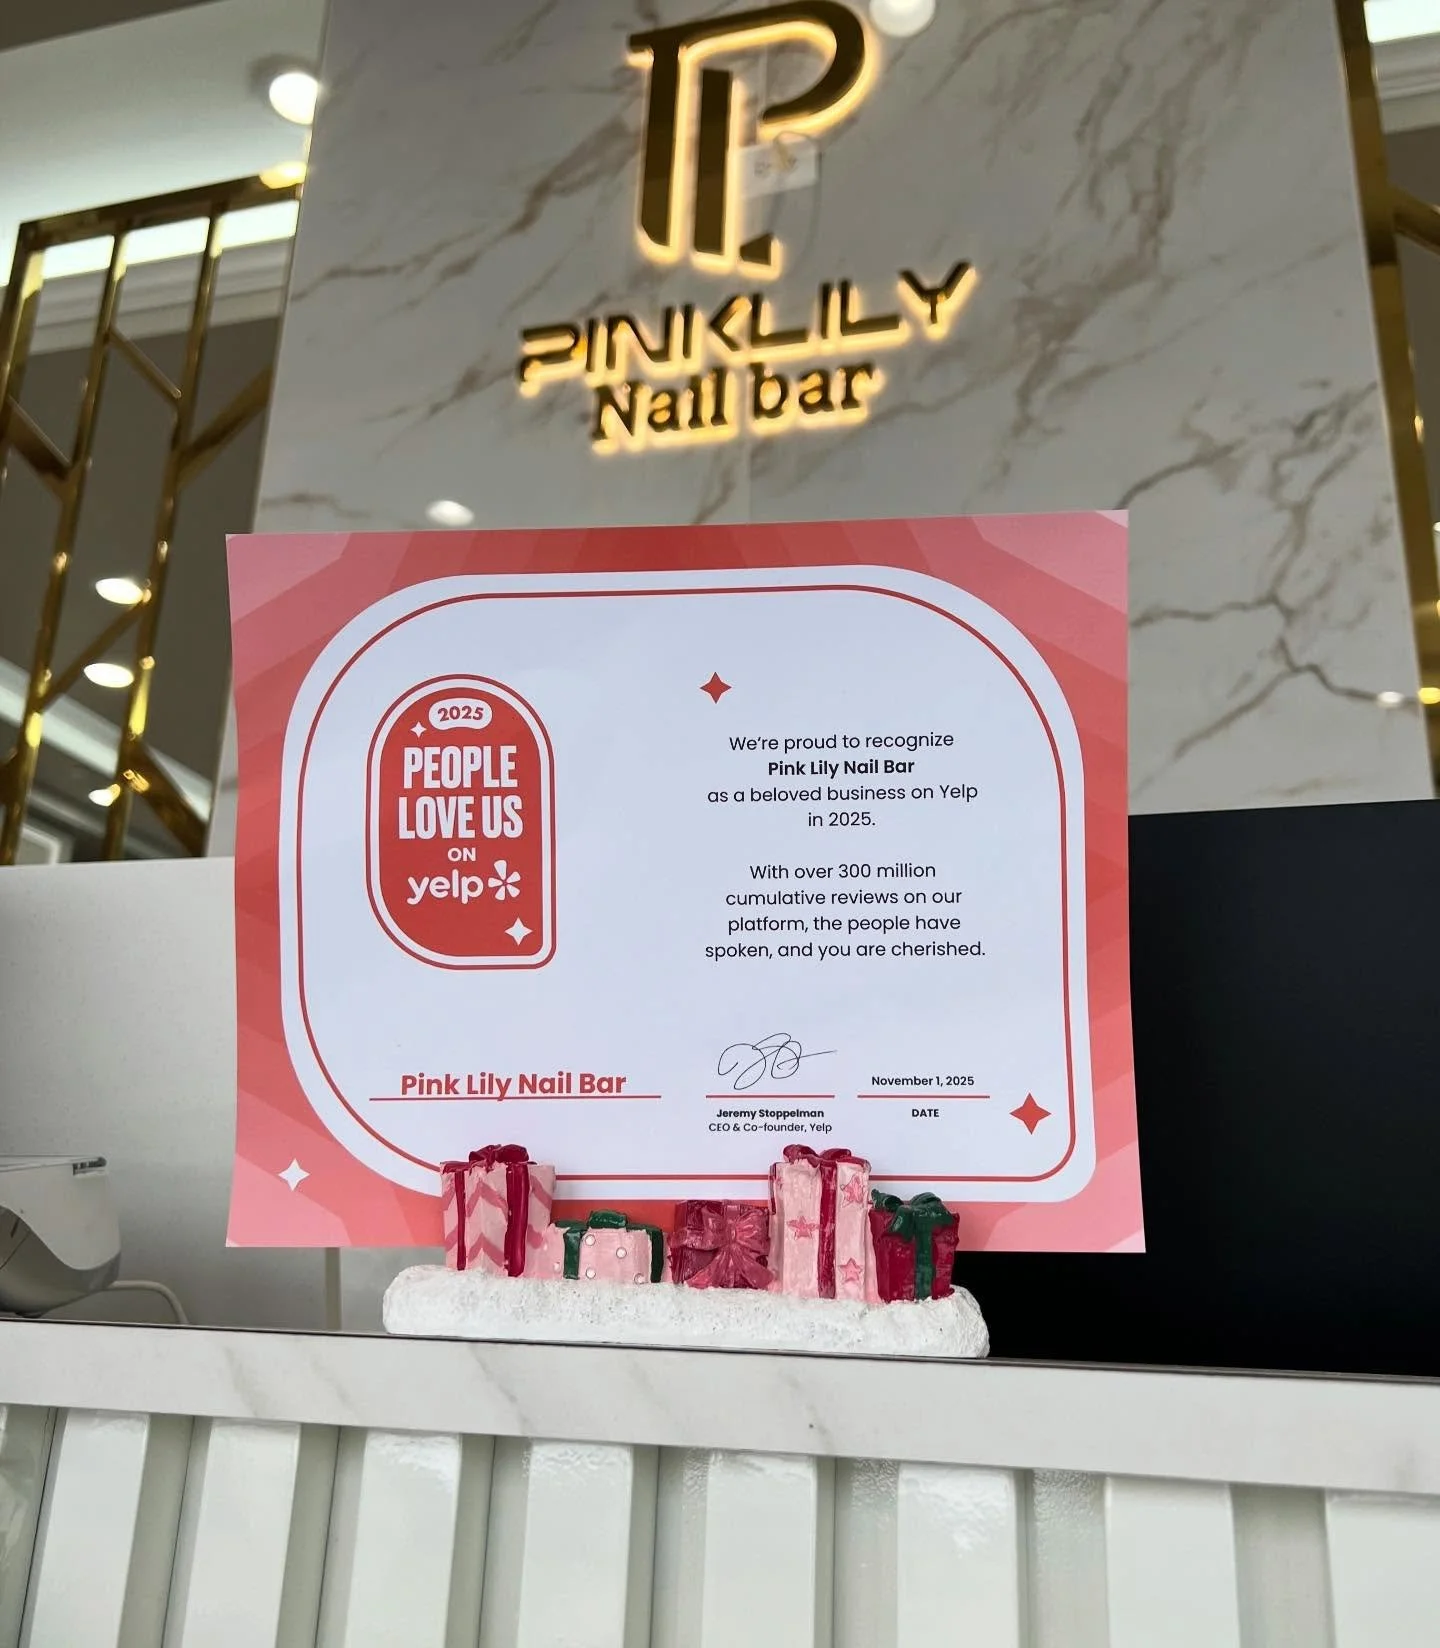 PINKLILY
Nail bar
2025
PEOPLE
LOVE US
ON
yelp
We're proud to recognize
Pink Lily Nail Bar
as a beloved business on Yelp
in 2025.
With over 300 million
cumulative reviews on our
platform, the people have
spoken, and you are cherished.
Pink Lily Nail Bar
Jeremy Stoppelman
CEO & Co-founder, Yelp
November 1, 2025
DATE